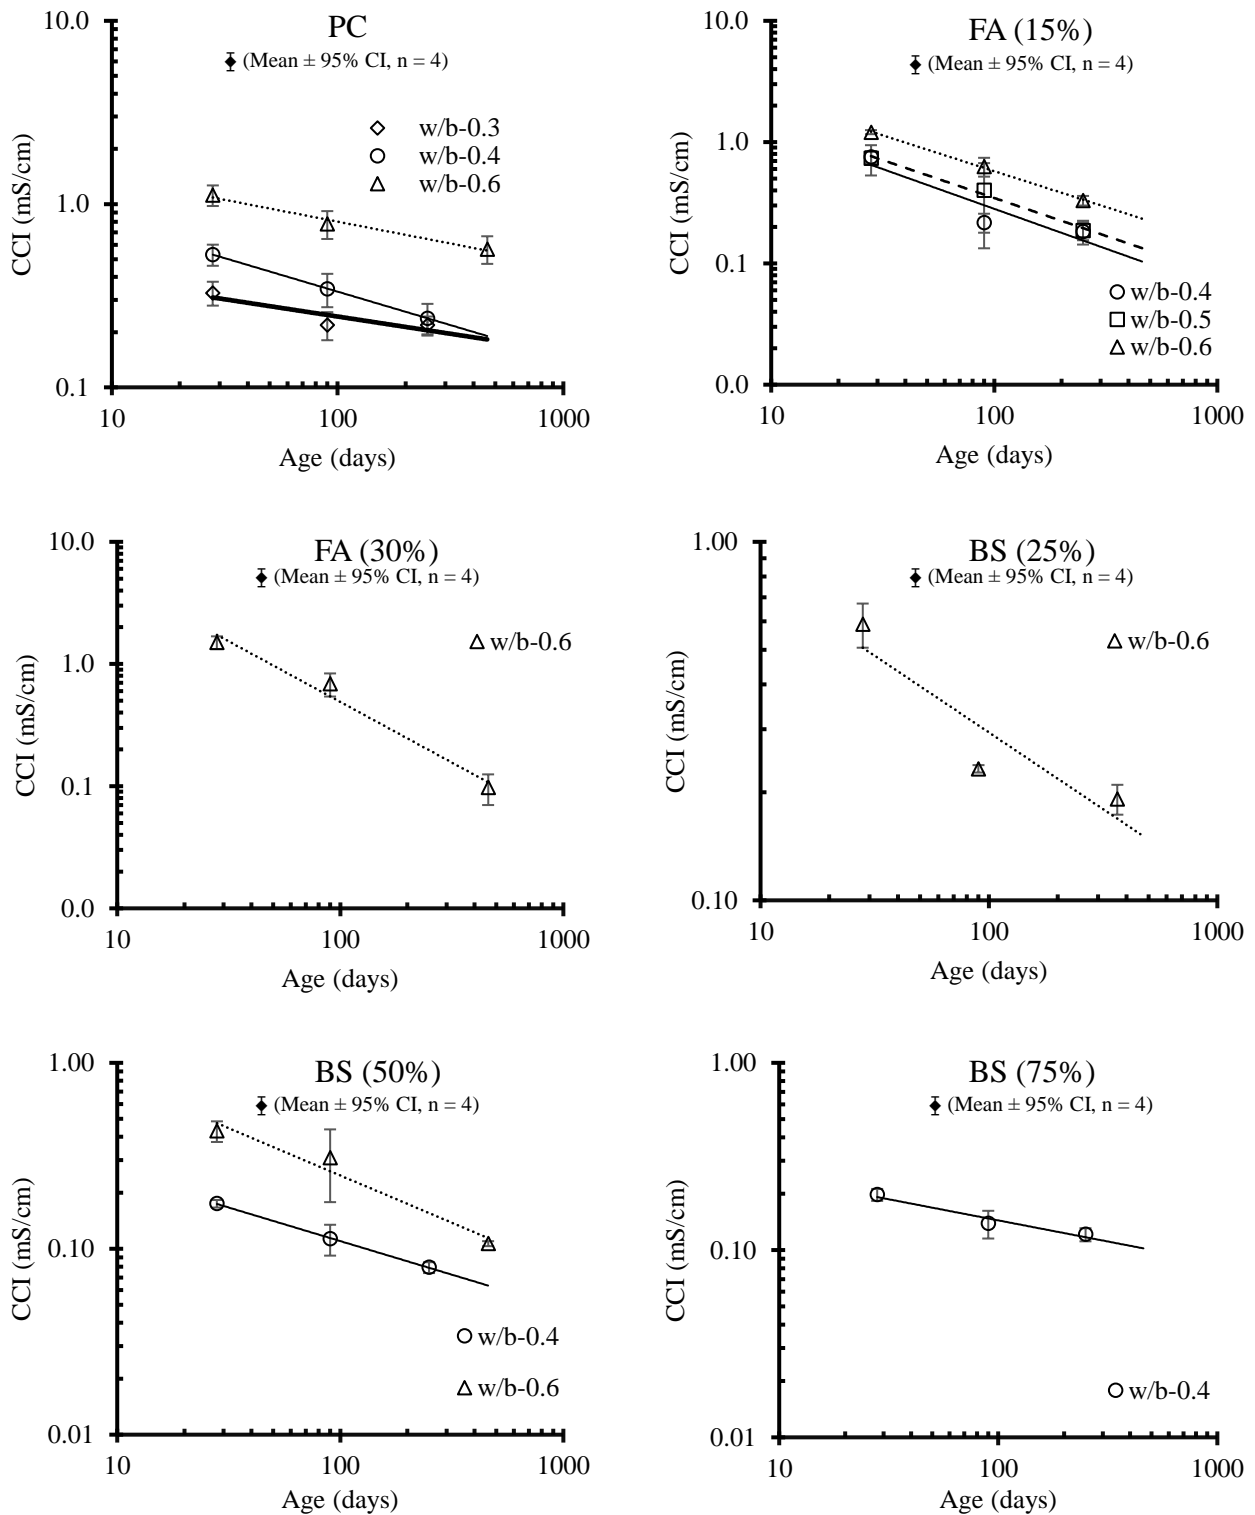 PC
(Mean ± 95% CI, n = 4)
w/b-0.3
w/b-0.4
w/b-0.6
10.0
1.0
0.1
CCI (mS/cm)
10
100
1000
Age (days)
FA (15%)
(Mean ± 95% CI, n = 4)
10.0
1.0
0.1
0.0
CCI (mS/cm)
w/b-0.4
w/b-0.5
w/b-0.6
10
100
1000
Age (days)
FA (30%)
(Mean ± 95% CI, n = 4)
w/b-0.6
10.0
1.0
0.1
0.0
CCI (mS/cm)
10
100
1000
Age (days)
BS (25%)
(Mean ± 95% CI, n = 4)
w/b-0.6
1.00
0.10
CCI (mS/cm)
10
100
1000
Age (days)
BS (50%)
(Mean ± 95% CI, n = 4)
1.00
0.10
0.01
CCI (mS/cm)
w/b-0.4
w/b-0.6
10
100
1000
Age (days)
BS (75%)
(Mean ± 95% CI, n = 4)
1.00
0.10
0.01
CCI (mS/cm)
w/b-0.4
10
100
1000
Age (days)